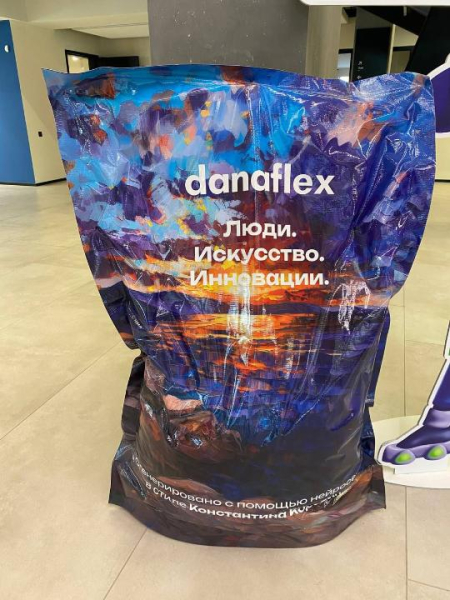 danaflex
Люди.
Искусство.
Инновации.
с помощью
в стиле Константина